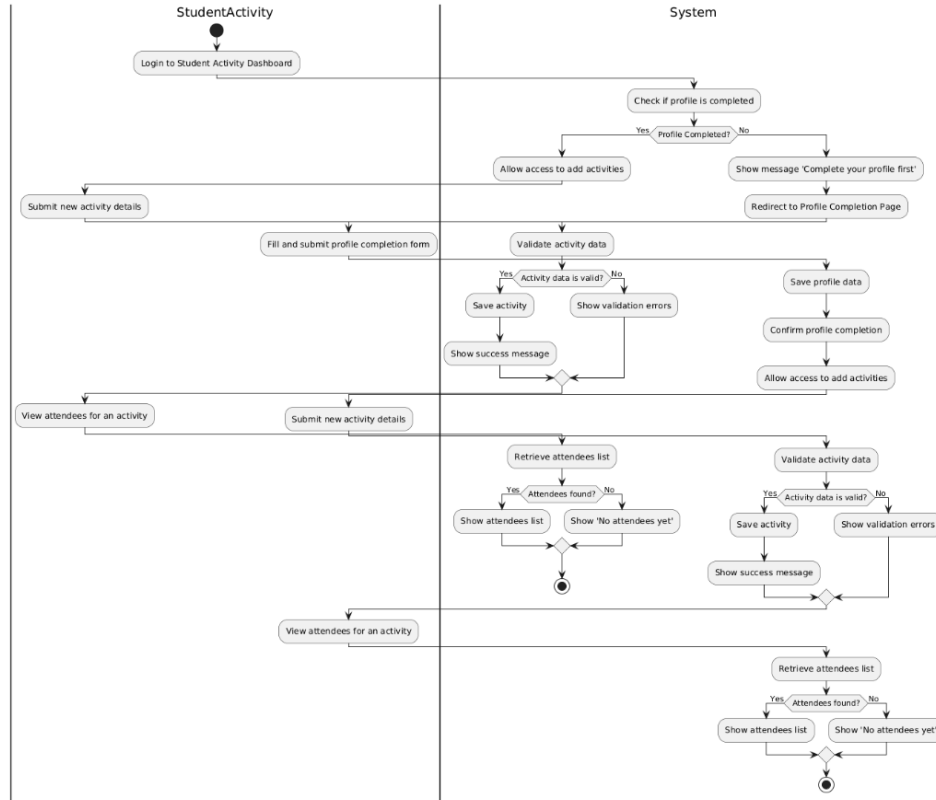 StudentActivity
System
Login to Student Activity Dashboard
Check if profile is completed
Yes
Profile Completed?
No
Allow access to add activities
Show message 'Complete your profile first'
Submit new activity details
Redirect to Profile Completion Page
Fill and submit profile completion form
Validate activity data
Yes
Activity data is valid?
No
Save profile data
Save activity
Show validation errors
Confirm profile completion
Show success message
Allow access to add activities
View attendees for an activity
Submit new activity details
Retrieve attendees list
Validate activity data
Yes
Attendees found?
No
Yes
Activity data is valid?
No
Show attendees list
Show 'No attendees yet'
Save activity
Show validation errors
Show success message
View attendees for an activity
Retrieve attendees list
Yes
Attendees found?
No
Show attendees list
Show 'No attendees yet'